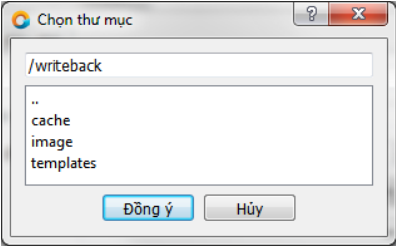 Chọn thư mục
/writeback
..
cache
image
templates
Đồng ý Hủy